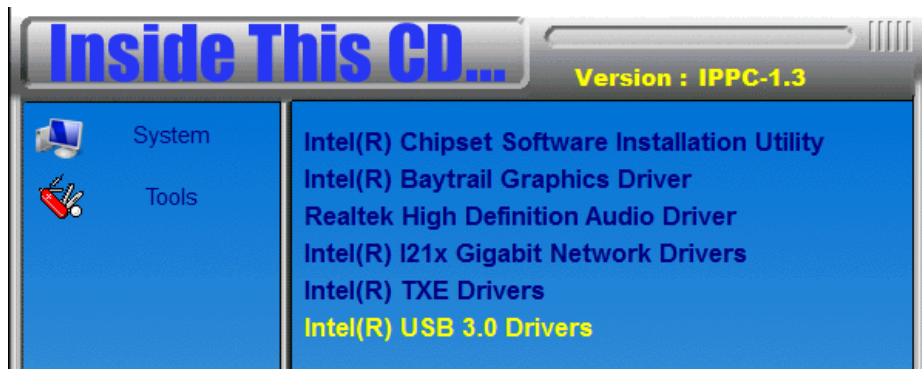 Inside This CD...
Version : IPPC-1.3
System
Tools
Intel(R) Chipset Software Installation Utility
Intel(R) Baytrail Graphics Driver
Realtek High Definition Audio Driver
Intel(R) I21x Gigabit Network Drivers
Intel(R) TXE Drivers
Intel(R) USB 3.0 Drivers